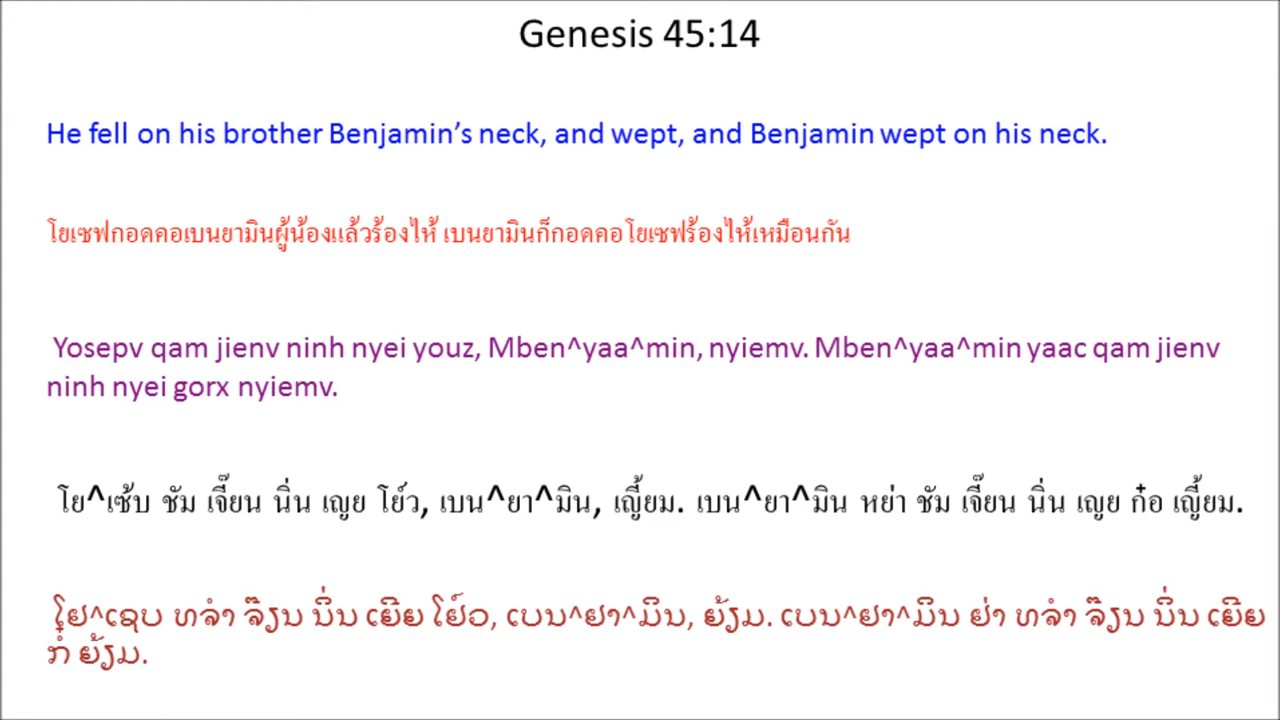 Genesis 45:14
He fell on his brother Benjamin’s neck, and wept, and Benjamin wept on his neck.
โยเซฟกอดคอเบนยามินผู้น้องแล้วร้องไห้ เบนยามินก็กอดคอโยเซฟร้องไห้เหมือนกัน
Yosepv qam jienv ninh nyei youz, Mben^yaa^min, nyiemv. Mben^yaa^min yaac qam jienv
ninh nyei gorx nyiemv.
โย^เซ้บ ชัม เจี๊ยน นิ่น เญย โย์ว, เบน^ยา^มิน, เญี้ยม. เบน^ยา^มิน หย่า ชัม เจี๊ยน นิ่น เญย ก๋อ เญี้ยม.
ໂຢ^ເຊບ ທລຳ ລ໊ຽນ ນິ່ນ ເຍີຍ ໂຢ໌ວ, ເບນ^ຢາ^ມິນ, ຍ້ຽມ. ເບນ^ຢາ^ມິນ ຢ່າ ທລຳ ລ໊ຽນ ນິ່ນ ເຍີຍ
ກໍ໋ ຍ້ຽມ.